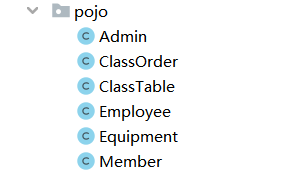 pojo
Admin
ClassOrder
ClassTable
Employee
Equipment
Member